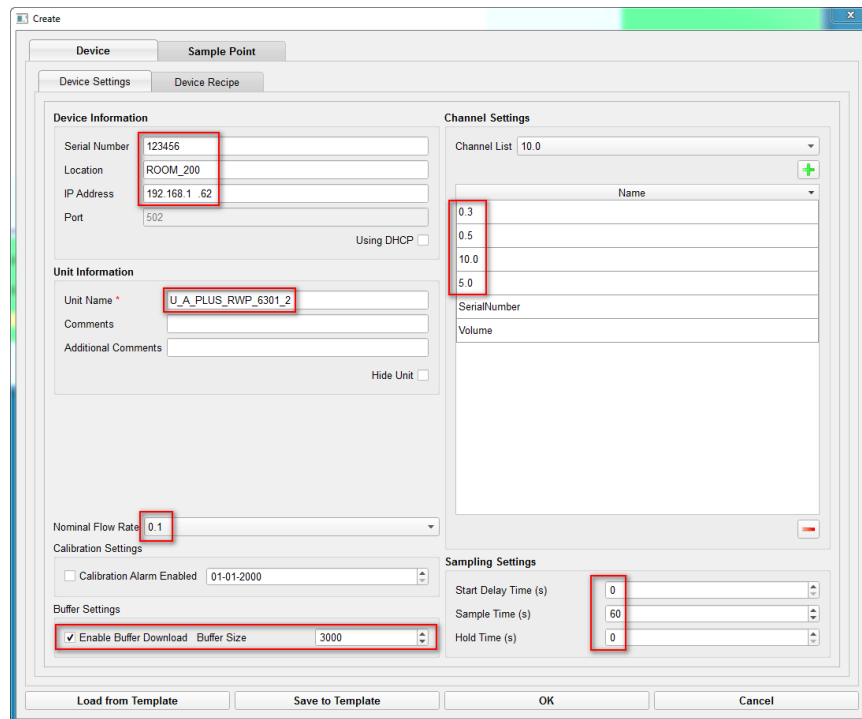 Create
x
Device
Sample Point
Device Settings
Device Recipe
Device Information
Serial Number 123456
Location ROOM_200
IP Address 192.168.1 .62
Port 502
Using DHCP
Unit Information
Unit Name * U_A_PLUS_RWP_6301_2
Comments
Additional Comments
Hide Unit
Nominal Flow Rate 0.1
Calibration Settings
Calibration Alarm Enabled 01-01-2000
Buffer Settings
Enable Buffer Download Buffer Size 3000
Channel Settings
Channel List 10.0
Name
0.3
0.5
10.0
5.0
SerialNumber
Volume
Sampling Settings
Start Delay Time (s) 0
Sample Time (s) 60
Hold Time (s) 0
Load from Template
Save to Template
OK
Cancel